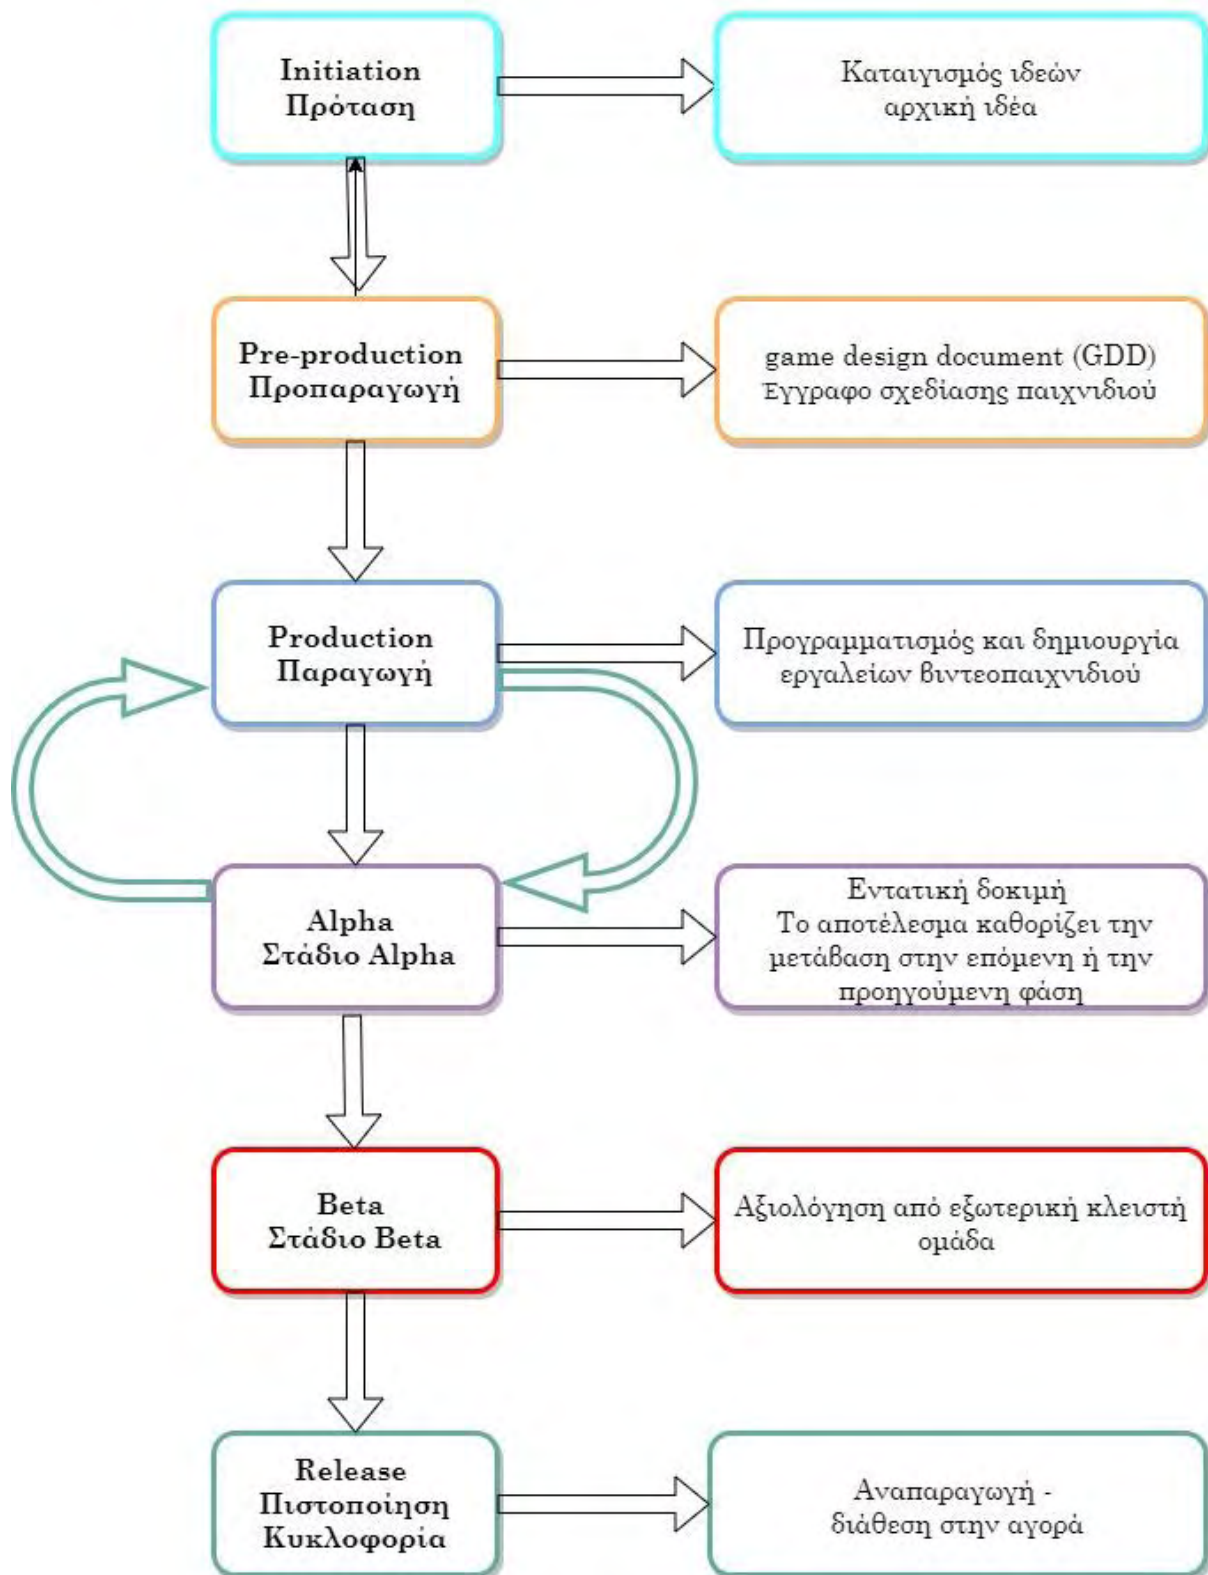 Initiation
Πρόταση
Καταιγισμός ιδεών
αρχική ιδέα
Pre-production
Προπαραγωγή
game design document (GDD)
Έγγραφο σχεδίασης παιχνιδιού
Production
Παραγωγή
Προγραμματισμός και δημιουργία
εργαλείων βιντεοπαιχνιδιού
Alpha
Στάδιο Alpha
Εντατική δοκιμή
Το αποτέλεσμα καθορίζει την
μετάβαση στην επόμενη ή την
προηγούμενη φάση
Beta
Στάδιο Beta
Αξιολόγηση από εξωτερική κλειστή
ομάδα
Release
Πιστοποίηση
Κυκλοφορία
Αναπαραγωγή -
διάθεση στην αγορά